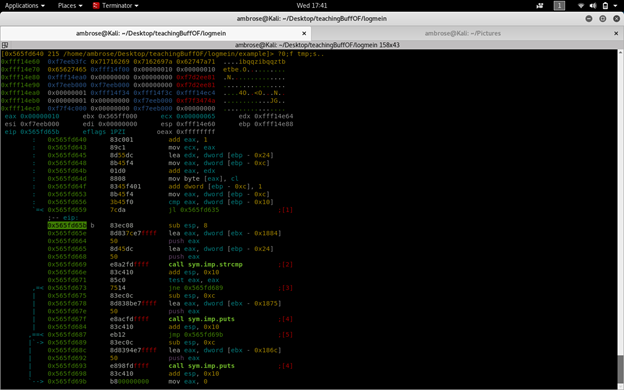 Applications ▾ Places ▾ Terminator ▾ Wed 17:41 1
ambrose@Kali: ~/Desktop/teachingBuffOF/logmein
ambrose@Kali: ~/Desktop/teachingBuffOF/logmein × ambrose@Kali: ~/Pictures ×
ambrose@Kali: ~/Desktop/teachingBuffOF/logmein/example3 158x43
[0x565fd640 215 /home/ambrose/Desktop/teachingBuffOF/logmein]> ?0;f tmp;s..
0xfff14e60 0xf7eeb3fc 0x71716269 0x7162697a 0x62747a71 ....ibqqzibqqztb
0xfff14e70 0x65627465 0xfff14f00 0x00000010 0x00000010
0xfff14e80 0xfff14ea0 0x00000000 0x00000000
0xfff14e90 0xf7eeb000 0xf7eeb000 0x00000000
0xfff14ea0 0x00000001 0xfff14f34 0xfff14f3c 0xfff14ec4
0xfff14eb0 0x00000001 0x00000000 0xf7eeb000
0xfff14ec0 0x00000000 0xf7eeb000 0x00000000
eax 0x00000010 ebx 0x565ff000 ecx 0x00000065 edx 0xfff14e64
esi 0xf7eeb000 edi 0x00000000 esp 0xfff14e60 ebp 0xfff14e88
eip 0x565fd65b eflags 1PZI oeax 0xffffffff
0x565fd640 83c001 add eax, 1
0x565fd643 89c1 mov ecx, eax
0x565fd645 8d55dc lea edx, dword [ebp - 0x24]
0x565fd648 8b45f4 mov eax, dword [ebp - 0xc]
0x565fd64b 01d0 add eax, edx
0x565fd64d 8808 mov byte [eax], cl
0x565fd64f 8345f401 add dword [ebp - 0xc], 1
0x565fd653 8b45f4 mov eax, dword [ebp - 0xc]
0x565fd656 3b45f0 cmp eax, dword [ebp - 0x10]
0x565fd659 7cda jl 0x565fd635 ;[1]
;-- eip:
0x565fd65b b 83ec08 sub esp, 8
0x565fd65e 8d837ce7ffff lea eax, dword [ebx - 0x1884]
0x565fd664 50 push eax
0x565fd665 8d45dc lea eax, dword [ebp - 0x24]
0x565fd668 50 push eax
0x565fd669 e8a2fdffff call sym.imp.strcmp ;[2]
0x565fd66e 83c410 add esp, 0x10
0x565fd671 85c0 test eax, eax
0x565fd673 7514 jne 0x565fd689 ;[3]
0x565fd675 83ec0c sub esp, 0xc
0x565fd678 8d838be7ffff lea eax, dword [ebx - 0x1875]
0x565fd67e 50 push eax
0x565fd67f e8acfdffff call sym.imp.puts ;[4]
0x565fd684 83c410 add esp, 0x10
0x565fd687 eb12 jmp 0x565fd69b ;[5]
0x565fd689 83ec0c sub esp, 0xc
0x565fd68c 8d8394e7ffff lea eax, dword [ebx - 0x186c]
0x565fd692 50 push eax
0x565fd693 e898fdffff call sym.imp.puts ;[4]
0x565fd698 83c410 add esp, 0x10
0x565fd69b b800000000 mov eax, 0